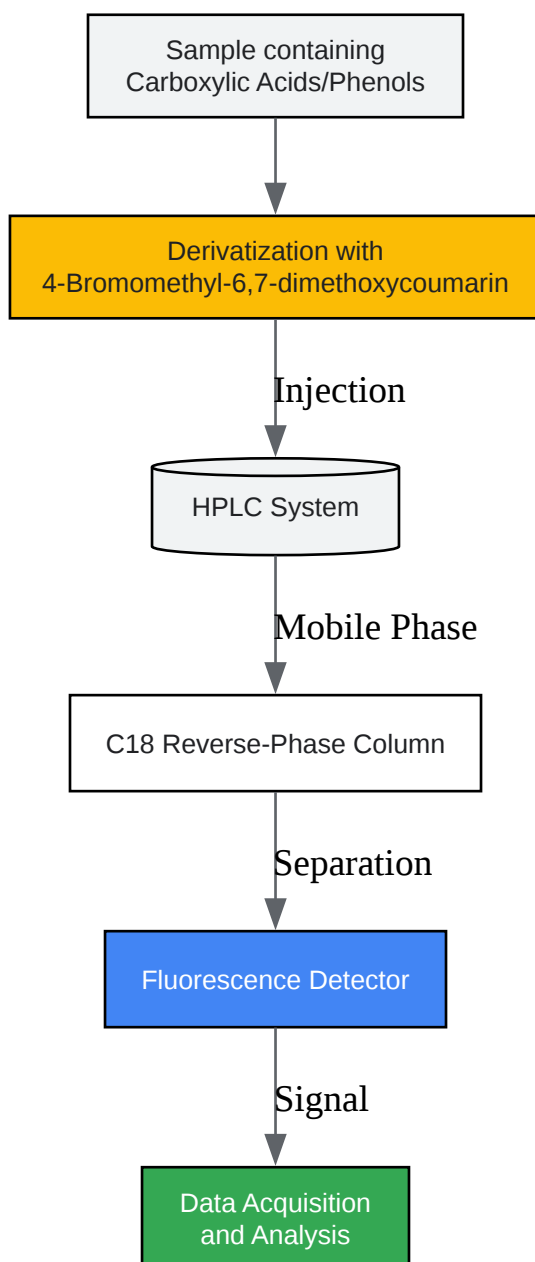 Sample containing
Carboxylic Acids/Phenols
Derivatization with
4-Bromomethyl-6,7-dimethoxycoumarin
Injection
HPLC System
Mobile Phase
C18 Reverse-Phase Column
Separation
Fluorescence Detector
Signal
Data Acquisition
and Analysis